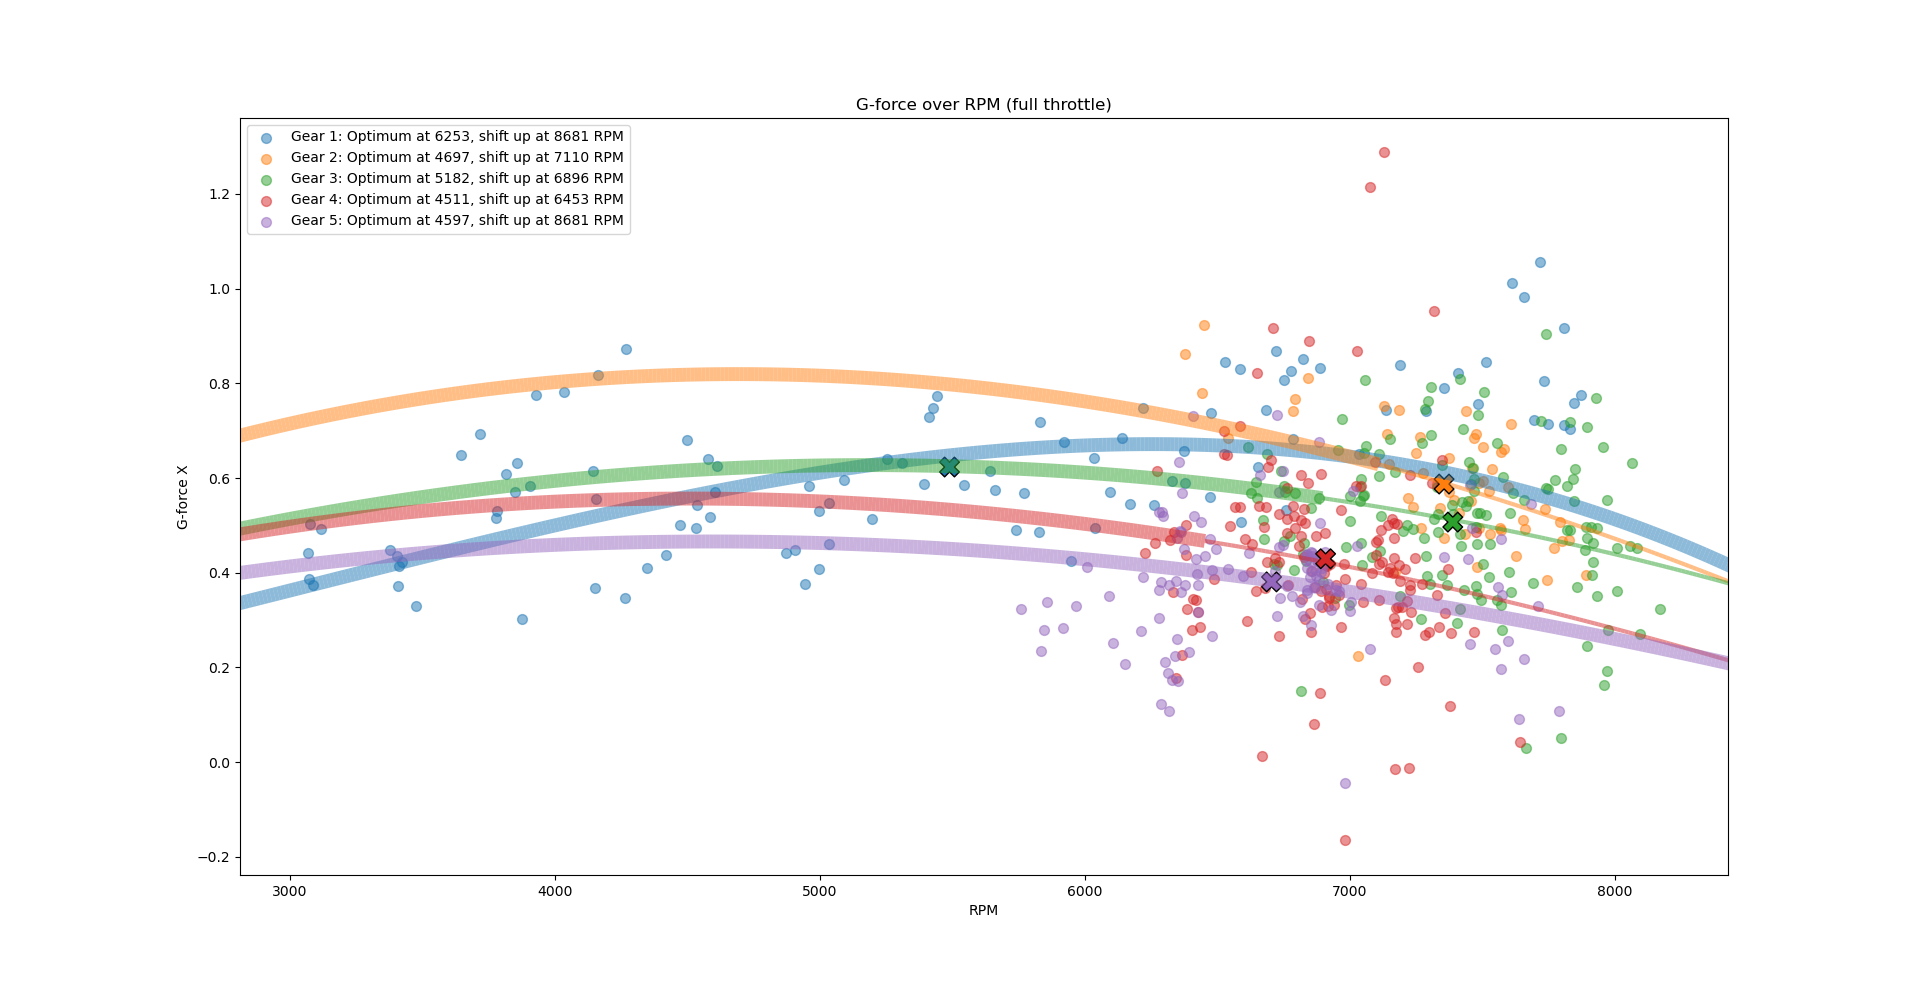 G-force over RPM (full throttle)
Gear 1: Optimum at 6253, shift up at 8681 RPM
Gear 2: Optimum at 4697, shift up at 7110 RPM
Gear 3: Optimum at 5182, shift up at 6896 RPM
Gear 4: Optimum at 4511, shift up at 6453 RPM
Gear 5: Optimum at 4597, shift up at 8681 RPM
1.2
1.0
0.8
0.6
0.4
0.2
0.0
−0.2
G-force X
3000 4000 5000 6000 7000 8000
RPM